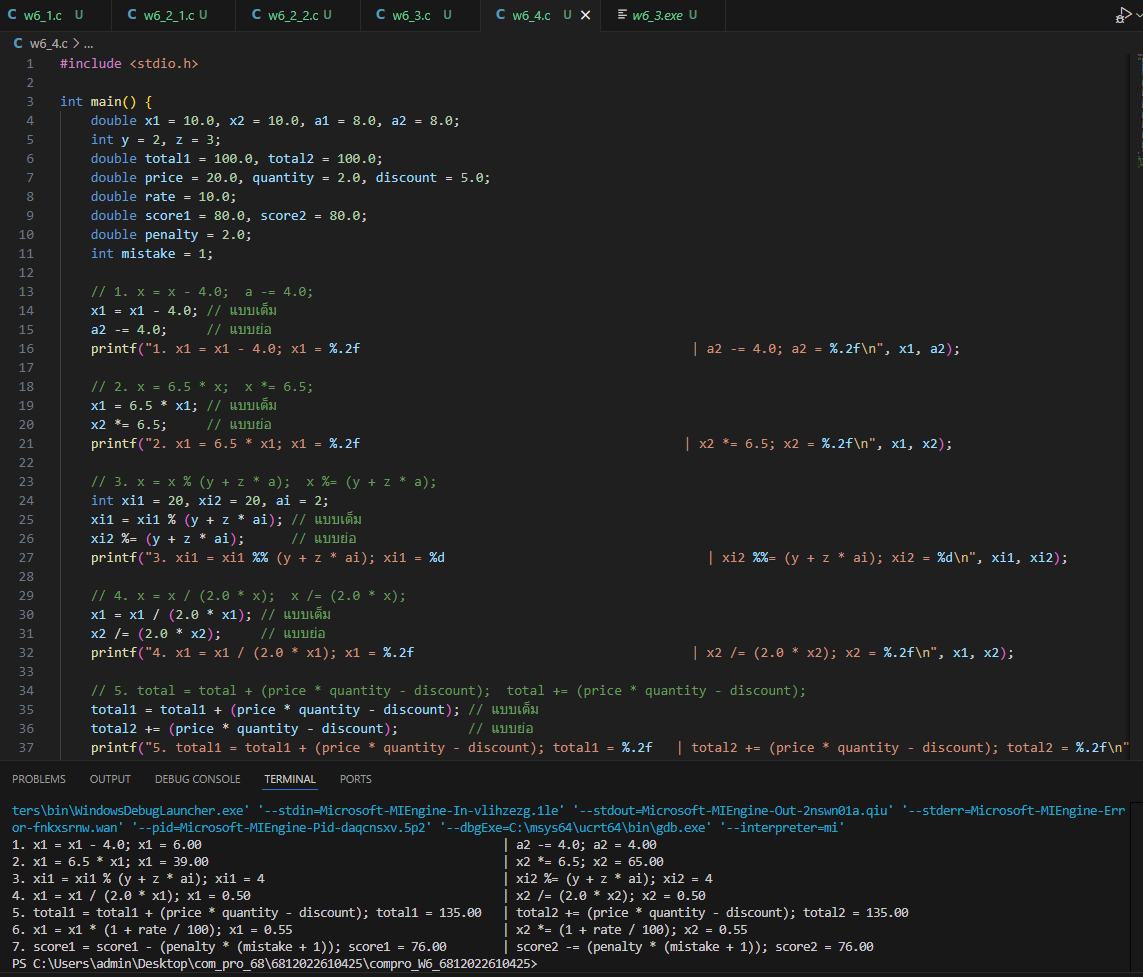 C w6_1.c U C w6_2_1.c U C w6_2_2.c U C w6_3.c U C w6_4.c U × w6_3.exe U
C w6_4.c > ...
1 #include <stdio.h>
2
3 int main() {
4 double x1 = 10.0, x2 = 10.0, a1 = 8.0, a2 = 8.0;
5 int y = 2, z = 3;
6 double total1 = 100.0, total2 = 100.0;
7 double price = 20.0, quantity = 2.0, discount = 5.0;
8 double rate = 10.0;
9 double score1 = 80.0, score2 = 80.0;
10 double penalty = 2.0;
11 int mistake = 1;
12
13 // 1. x = x - 4.0;  a -= 4.0;
14 x1 = x1 - 4.0; // แบบเต็ม
15 a2 -= 4.0;     // แบบย่อ
16 printf("1. x1 = x1 - 4.0; x1 = %.2f | a2 -= 4.0; a2 = %.2f\n", x1, a2);
17
18 // 2. x = 6.5 * x;  x *= 6.5;
19 x1 = 6.5 * x1; // แบบเต็ม
20 x2 *= 6.5;     // แบบย่อ
21 printf("2. x1 = 6.5 * x1; x1 = %.2f | x2 *= 6.5; x2 = %.2f\n", x1, x2);
22
23 // 3. x = x % (y + z * a);  x %= (y + z * a);
24 int xi1 = 20, xi2 = 20, ai = 2;
25 xi1 = xi1 % (y + z * ai); // แบบเต็ม
26 xi2 %= (y + z * ai);      // แบบย่อ
27 printf("3. xi1 = xi1 %% (y + z * ai); xi1 = %d | xi2 %%= (y + z * ai); xi2 = %d\n", xi1, xi2);
28
29 // 4. x = x / (2.0 * x);  x /= (2.0 * x);
30 x1 = x1 / (2.0 * x1); // แบบเต็ม
31 x2 /= (2.0 * x2);     // แบบย่อ
32 printf("4. x1 = x1 / (2.0 * x1); x1 = %.2f | x2 /= (2.0 * x2); x2 = %.2f\n", x1, x2);
33
34 // 5. total = total + (price * quantity - discount);  total += (price * quantity - discount);
35 total1 = total1 + (price * quantity - discount); // แบบเต็ม
36 total2 += (price * quantity - discount);         // แบบย่อ
37 printf("5. total1 = total1 + (price * quantity - discount); total1 = %.2f | total2 += (price * quantity - discount); total2 = %.2f\n"
PROBLEMS OUTPUT DEBUG CONSOLE TERMINAL PORTS
ters\bin\WindowsDebugLauncher.exe' '--stdin=Microsoft-MIEngine-In-vlihzezg.1le' '--stdout=Microsoft-MIEngine-Out-2nswn01a.qiu' '--stderr=Microsoft-MIEngine-Err
or-fnkxsrnw.wan' '--pid=Microsoft-MIEngine-Pid-daqcnsxv.5p2' '--dbgExe=C:\msys64\ucrt64\bin\gdb.exe' '--interpreter=mi'
1. x1 = x1 - 4.0; x1 = 6.00 | a2 -= 4.0; a2 = 4.00
2. x1 = 6.5 * x1; x1 = 39.00 | x2 *= 6.5; x2 = 65.00
3. xi1 = xi1 % (y + z * ai); xi1 = 4 | xi2 %= (y + z * ai); xi2 = 4
4. x1 = x1 / (2.0 * x1); x1 = 0.50 | x2 /= (2.0 * x2); x2 = 0.50
5. total1 = total1 + (price * quantity - discount); total1 = 135.00 | total2 += (price * quantity - discount); total2 = 135.00
6. x1 = x1 * (1 + rate / 100); x1 = 0.55 | x2 *= (1 + rate / 100); x2 = 0.55
7. score1 = score1 - (penalty * (mistake + 1)); score1 = 76.00 | score2 -= (penalty * (mistake + 1)); score2 = 76.00
PS C:\Users\admin\Desktop\com_pro_68\6812022610425\compro_W6_6812022610425>